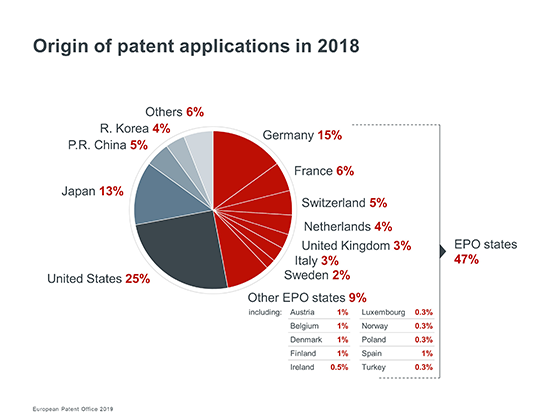 Origin of patent applications in 2018
Others 6%
R. Korea 4%
P.R. China 5%
Japan 13%
United States 25%
Germany 15%
France 6%
Switzerland 5%
Netherlands 4%
United Kingdom 3%
Italy 3%
Sweden 2%
Other EPO states 9%
EPO states
47%
including:
Austria 1%
Belgium 1%
Denmark 1%
Finland 1%
Ireland 0.5%
Luxembourg 0.3%
Norway 0.3%
Poland 0.3%
Spain 1%
Turkey 0.3%
European Patent Office 2019